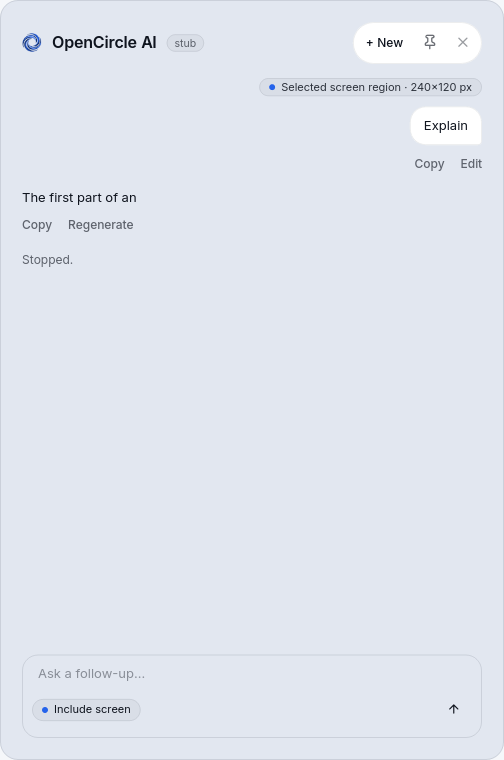 OpenCircle AI stub + New
Selected screen region · 240×120 px
Explain
Copy Edit
The first part of an
Copy Regenerate
Stopped.
Ask a follow-up...
Include screen